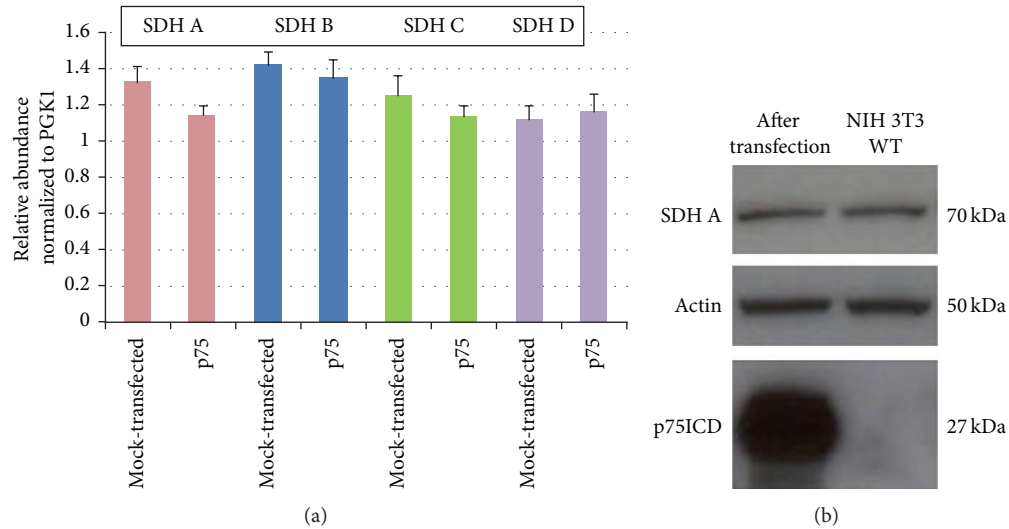 (a)
SDH A SDH B SDH C SDH D
Relative abundance
normalized to PGK1
1.6
1.4
1.2
1
0.8
0.6
0.4
0.2
0
Mock-transfected
p75
Mock-transfected
p75
Mock-transfected
p75
Mock-transfected
p75
(a)
After
transfection
NIH 3T3
WT
SDH A
70 kDa
Actin
50 kDa
p75ICD
27 kDa
(b)